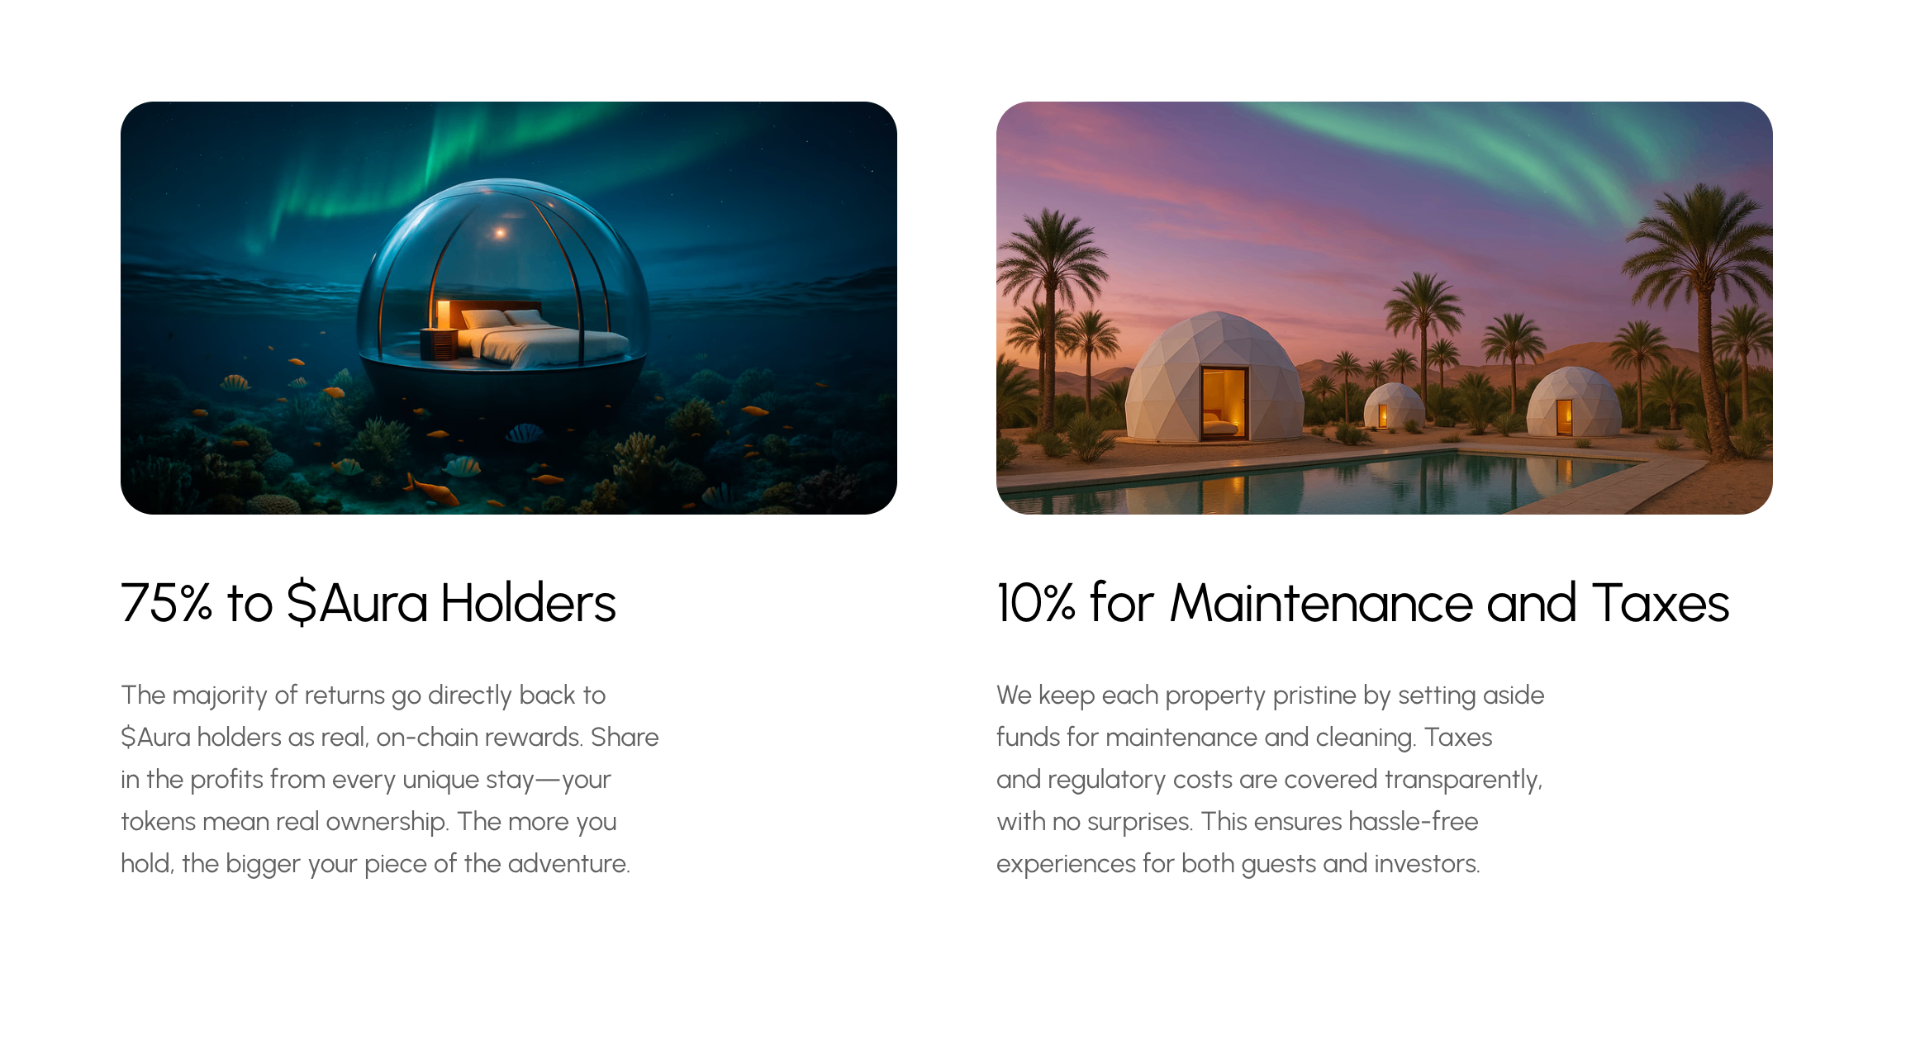 75% to $Aura Holders
The majority of returns go directly back to
$Aura holders as real, on-chain rewards. Share
in the profits from every unique stay—your
tokens mean real ownership. The more you
hold, the bigger your piece of the adventure.
10% for Maintenance and Taxes
We keep each property pristine by setting aside
funds for maintenance and cleaning. Taxes
and regulatory costs are covered transparently,
with no surprises. This ensures hassle-free
experiences for both guests and investors.